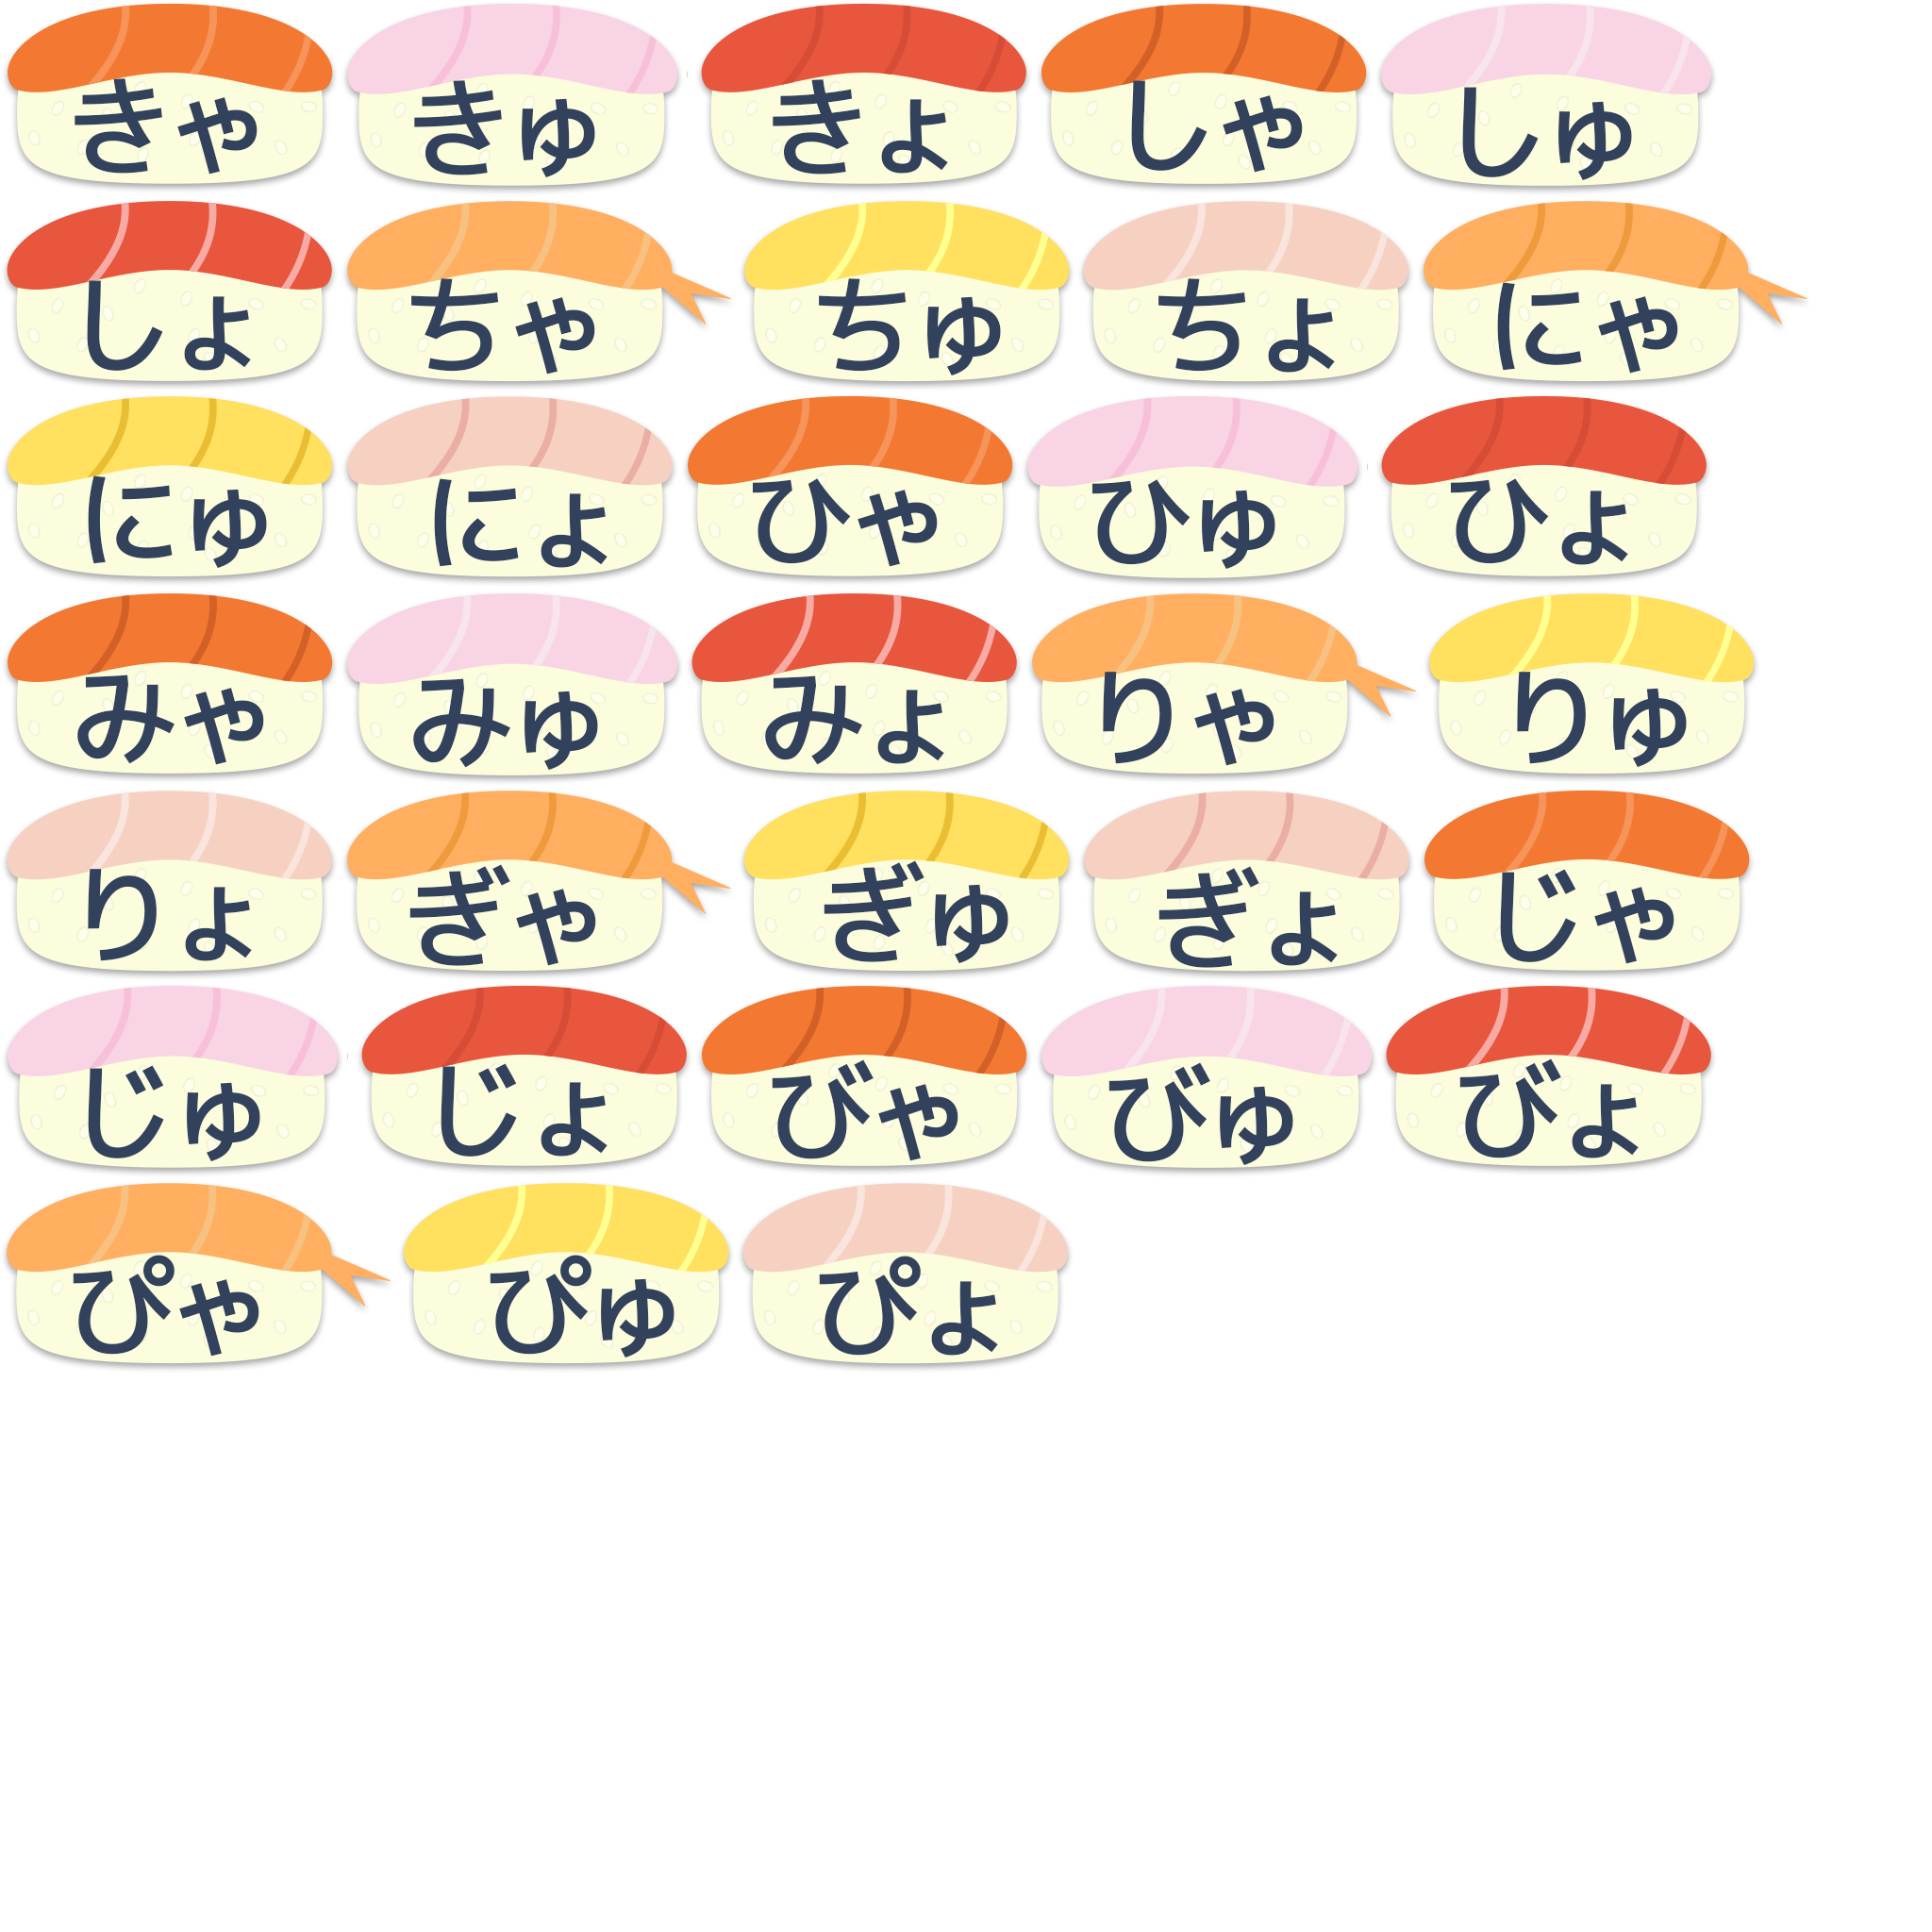 きゃ きゅ きょ しゃ しゅ
しょ ちゃ ちゅ ちょ にゃ
にゅ にょ ひゃ ひゅ ひょ
みゃ みゅ みょ りゃ りゅ
りょ ぎゃ ぎゅ ぎょ じゃ
じゅ じょ びゃ びゅ びょ
ぴゃ ぴゅ ぴょ